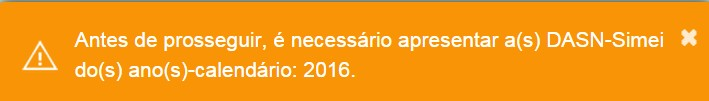 Antes de prosseguir, é necessário apresentar a(s) DASN-Simei
do(s) ano(s)-calendário: 2016.